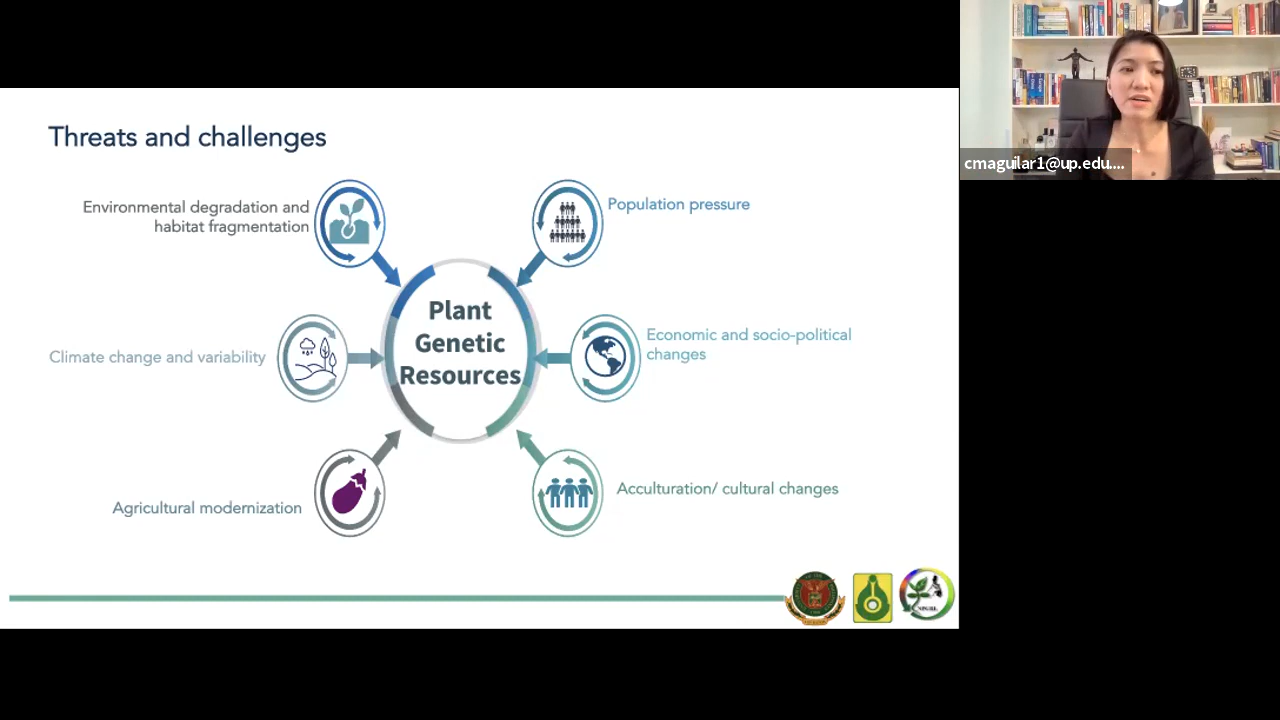 Threats and challenges
Environmental degradation and
habitat fragmentation
Population pressure
Plant
Genetic
Resources
Climate change and variability
Economic and socio-political
changes
Agricultural modernization
Acculturation/ cultural changes
cmaguilar1@up.edu....